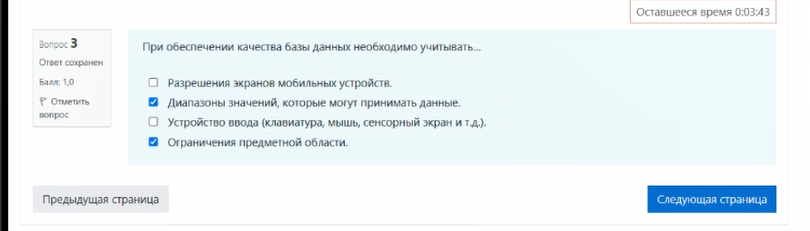 Оставшееся время 0:03:43
Вопрос 3
Ответ сохранен
Балл: 1,0
Отметить
вопрос
При обеспечении качества базы данных необходимо учитывать...
Разрешения экранов мобильных устройств.
Диапазоны значений, которые могут принимать данные.
Устройство ввода (клавиатура, мышь, сенсорный экран и т.д.).
Ограничения предметной области.
Предыдущая страница
Следующая страница